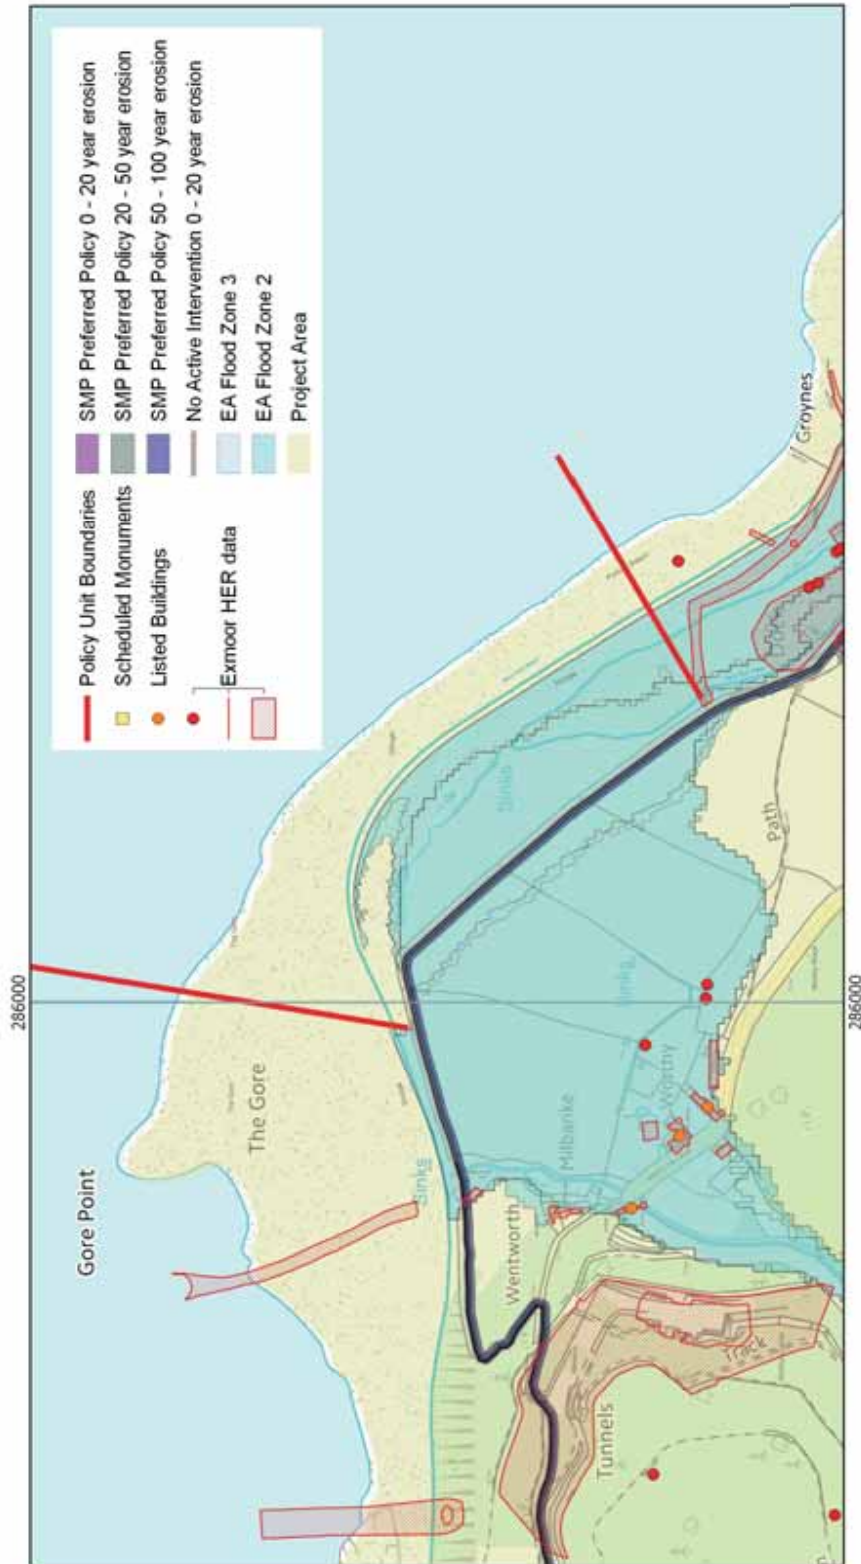 Policy Unit Boundaries
Scheduled Monuments
Listed Buildings
Exmoor HER data
SMP Preferred Policy 0 - 20 year erosion
SMP Preferred Policy 20 - 50 year erosion
SMP Preferred Policy 50 - 100 year erosion
No Active Intervention 0 - 20 year erosion
EA Flood Zone 3
EA Flood Zone 2
Project Area
286000
286000
Gore Point
The Gore
Sinks
Wentworth
Milbanke
Worthy
Sinks
Sinks
Path
Groynes
Tunnels
Track